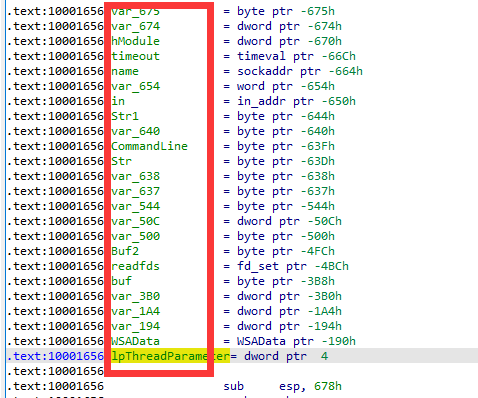 .text:10001656 var_675 = byte ptr -675h
.text:10001656 var_674 = dword ptr -674h
.text:10001656 hModule = dword ptr -670h
.text:10001656 timeout = timeval ptr -66Ch
.text:10001656 name = sockaddr ptr -664h
.text:10001656 var_654 = word ptr -654h
.text:10001656 in = in_addr ptr -650h
.text:10001656 Str1 = byte ptr -644h
.text:10001656 var_640 = byte ptr -640h
.text:10001656 CommandLine = byte ptr -63Fh
.text:10001656 Str = byte ptr -63Dh
.text:10001656 var_638 = byte ptr -638h
.text:10001656 var_637 = byte ptr -637h
.text:10001656 var_544 = byte ptr -544h
.text:10001656 var_50C = dword ptr -50Ch
.text:10001656 var_500 = byte ptr -500h
.text:10001656 Buf2 = byte ptr -4FCh
.text:10001656 readfds = fd_set ptr -4BCh
.text:10001656 buf = byte ptr -3B8h
.text:10001656 var_3B0 = dword ptr -3B0h
.text:10001656 var_1A4 = dword ptr -1A4h
.text:10001656 var_194 = dword ptr -194h
.text:10001656 WSAData = WSAData ptr -190h
.text:10001656 lpThreadParameter= dword ptr 4
.text:10001656
.text:10001656 sub esp, 678h